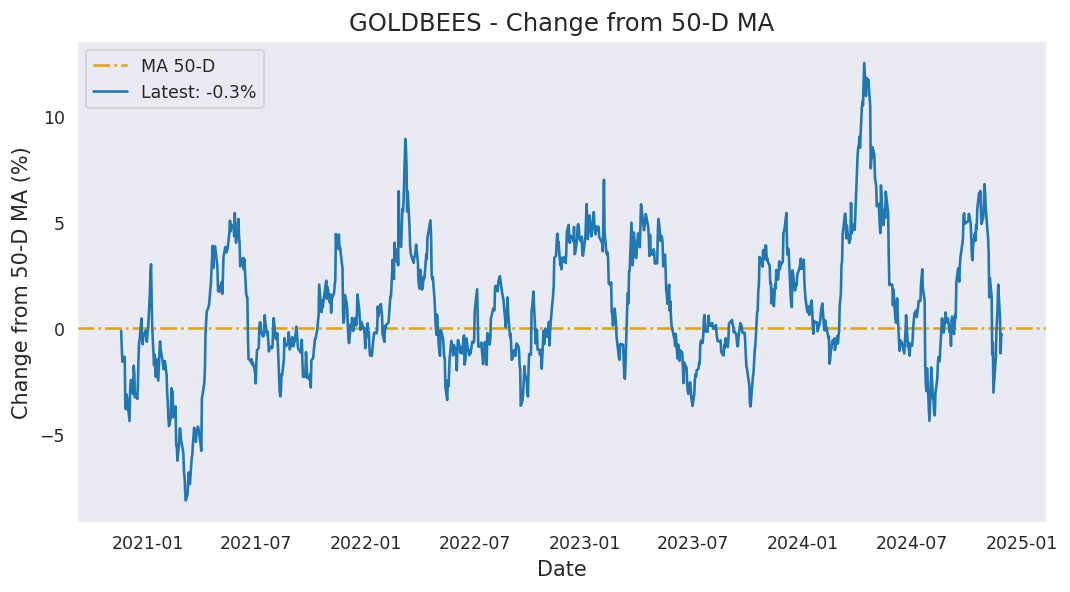 GOLDBEES - Change from 50-D MA
MA 50-D
Latest: -0.3%
Change from 50-D MA (%)
10
5
0
−5
2021-01 2021-07 2022-01 2022-07 2023-01 2023-07 2024-01 2024-07 2025-01
Date